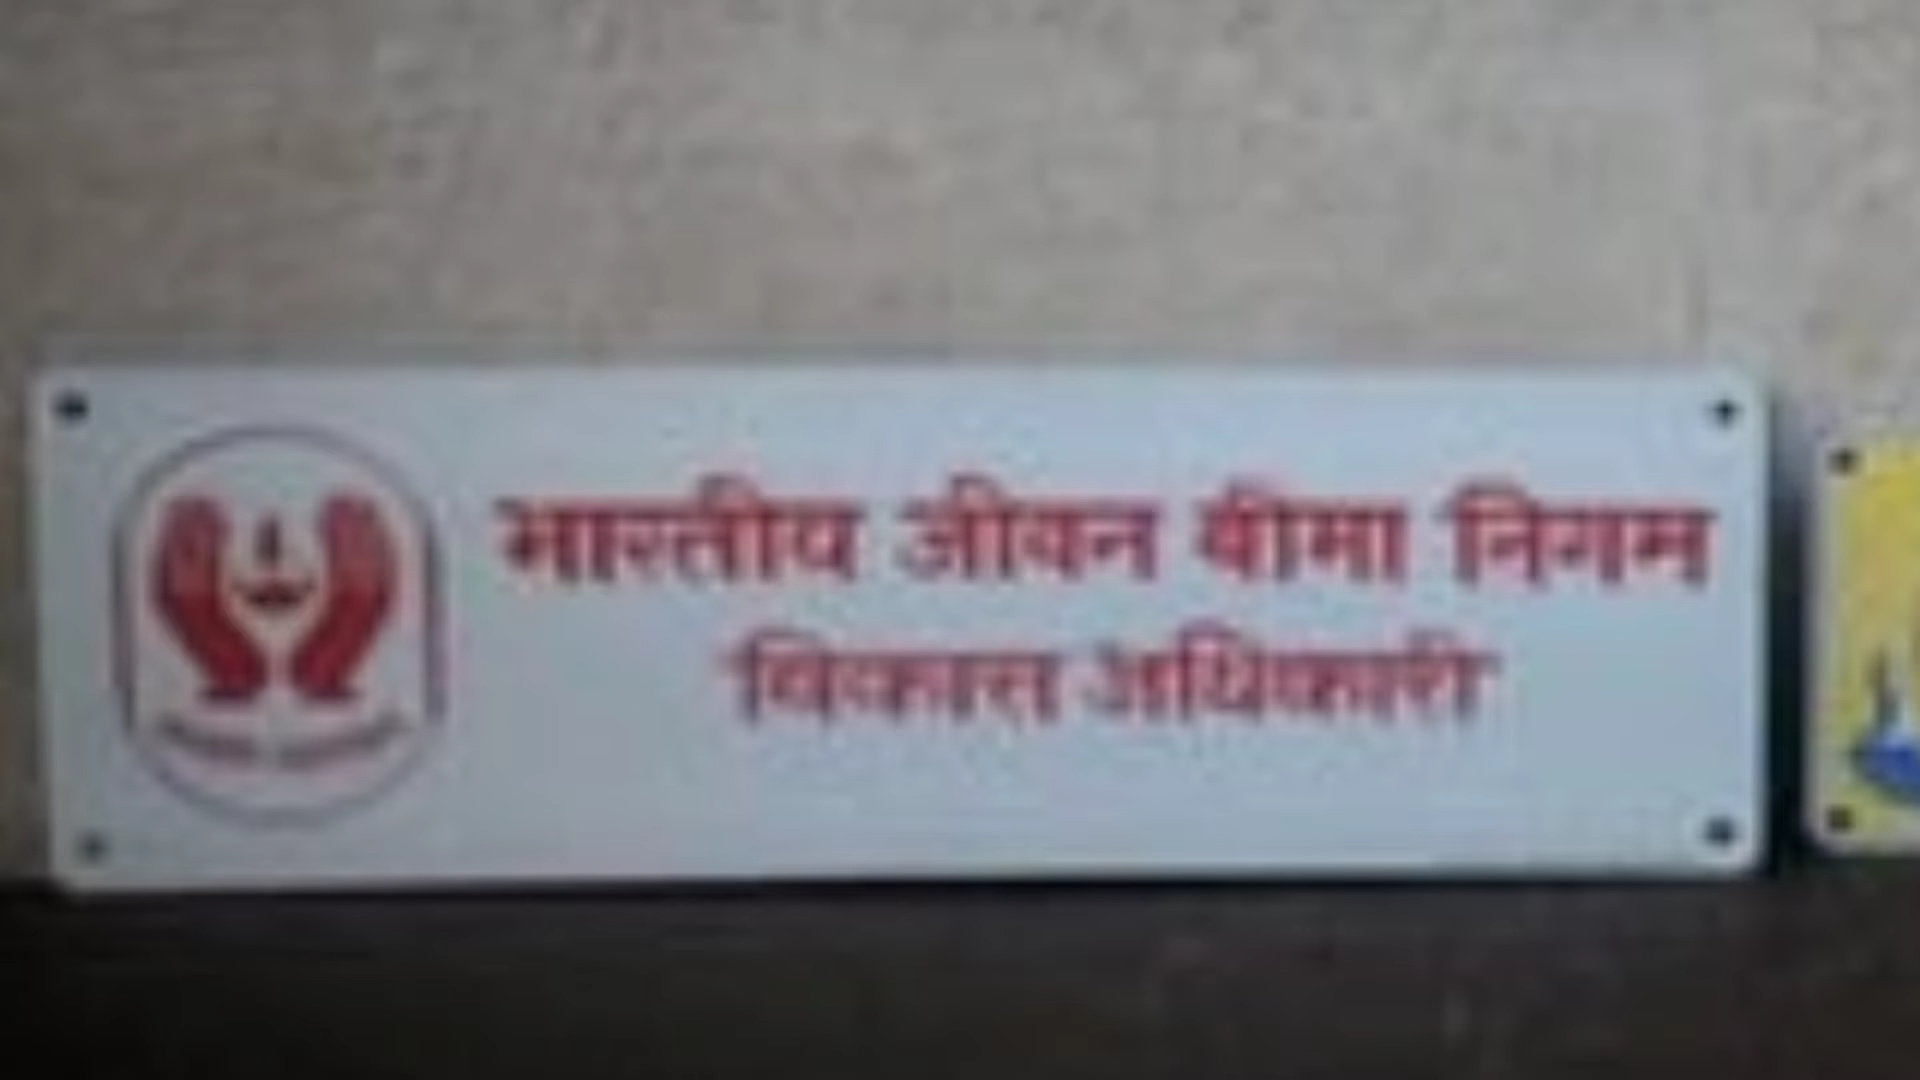 भारतीय जीवन बीमा निगम
विकास अधिकारी